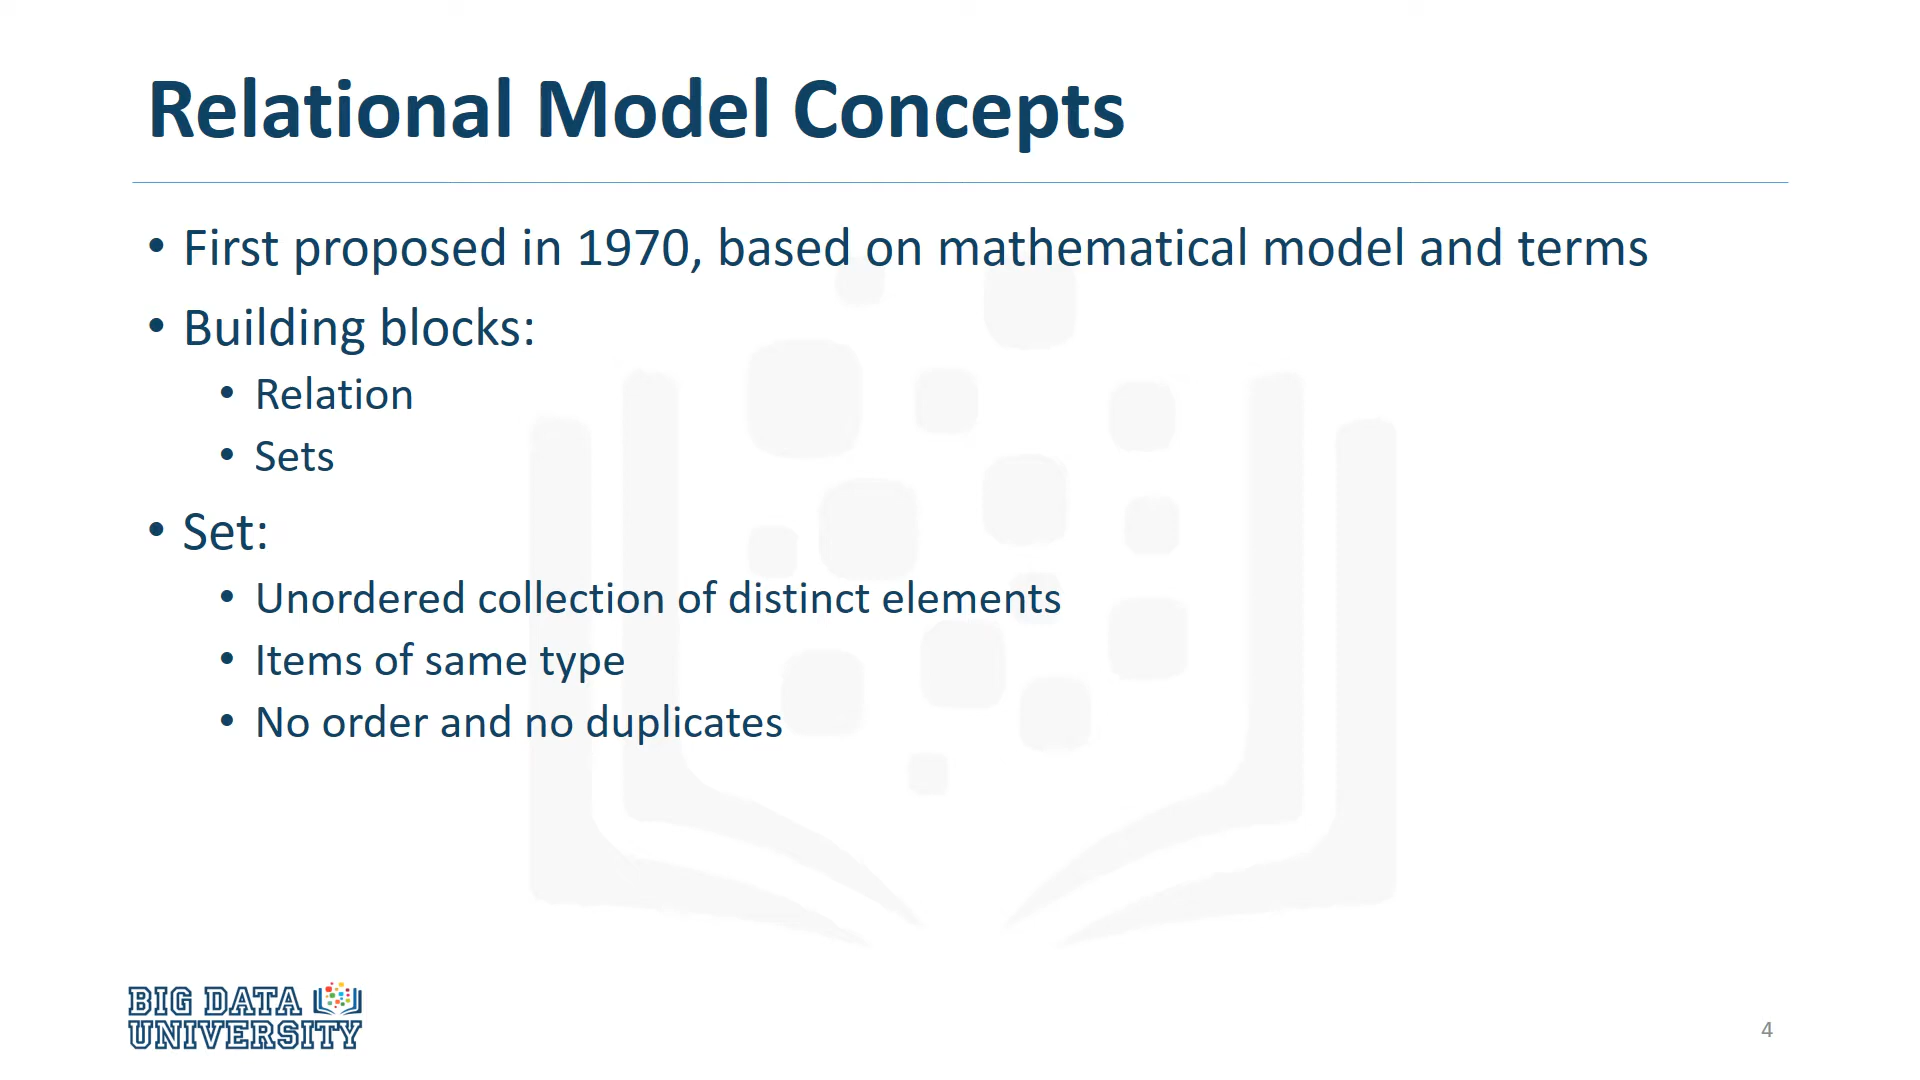 Relational Model Concepts
• First proposed in 1970, based on mathematical model and terms
• Building blocks:
• Relation
• Sets
• Set:
• Unordered collection of distinct elements
• Items of same type
• No order and no duplicates
BIG DATA
UNIVERSITY
4